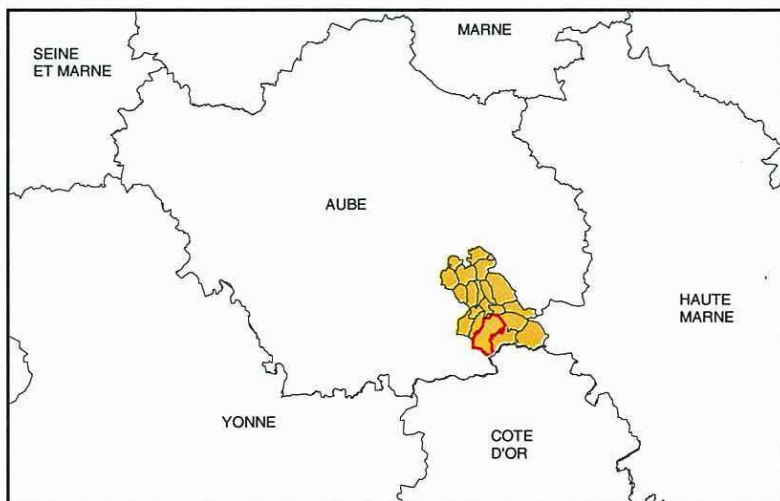 MARNE
SEINE
ET MARNE
AUBE
HAUTE
MARNE
YONNE
COTE
D'OR